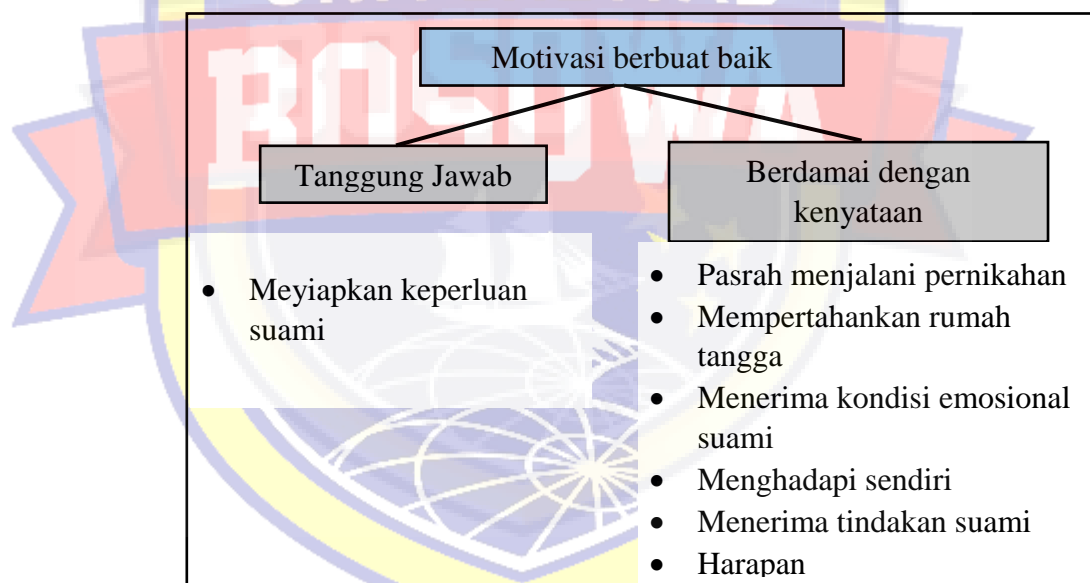 BOSOWA
Motivasi berbuat baik
Tanggung Jawab
• Meyiapkan keperluan
suami
Berdamai dengan
kenyataan
• Pasrah menjalani pernikahan
• Mempertahankan rumah
tangga
• Menerima kondisi emosional
suami
• Menghadapi sendiri
• Menerima tindakan suami
• Harapan